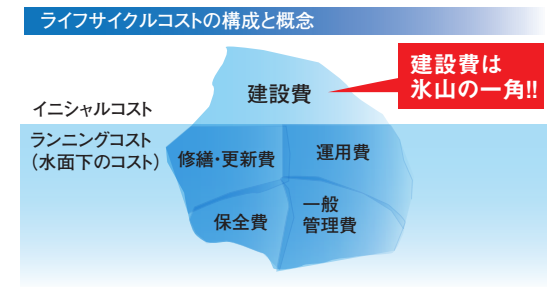 ライフサイクルコストの構成と概念
建設費は
氷山の一角!!
建設費
イニシャルコスト
ランニングコスト
（水面下のコスト）
修繕・更新費
運用費
保全費
一般
管理費